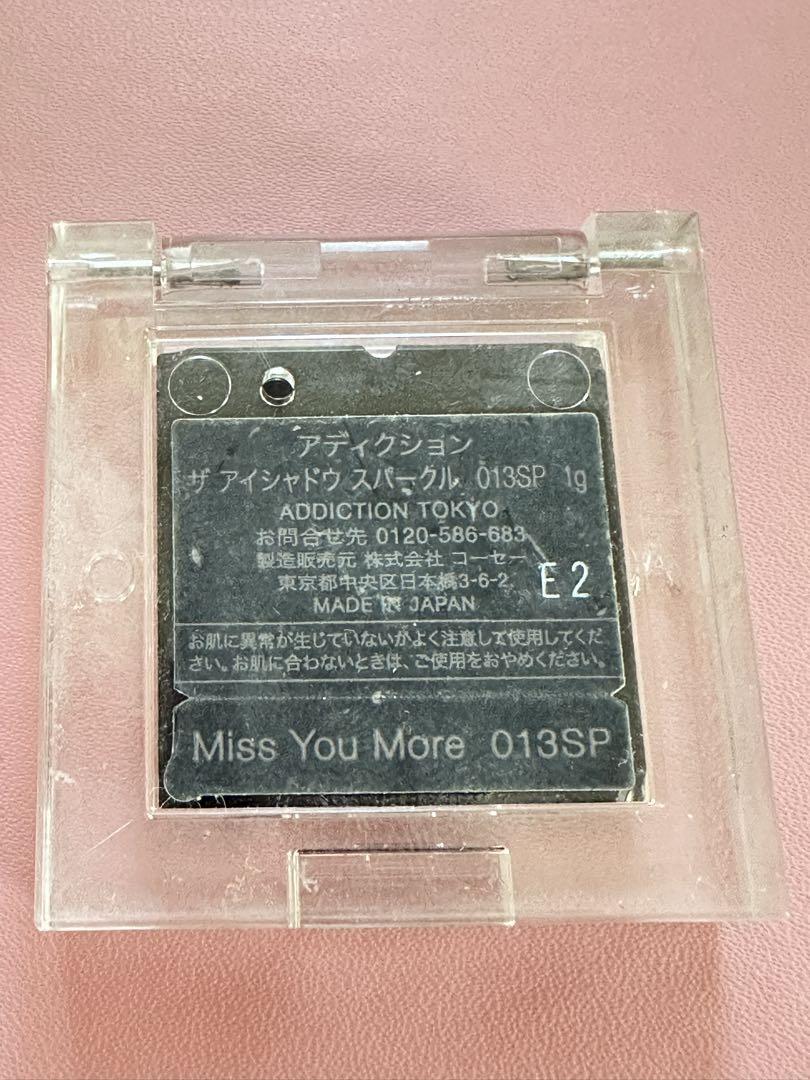 アディクション
ザ アイシャドウ スパークル 013SP 1g
ADDICTION TOKYO
お問合せ先 0120-586-683
製造販売元 株式会社 コーセー
東京都中央区日本橋3-6-2
MADE IN JAPAN
E2
お肌に異常が生じていないかよく注意して使用してくだ
さい。お肌に合わないときは、ご使用をおやめください。
Miss You More 013SP